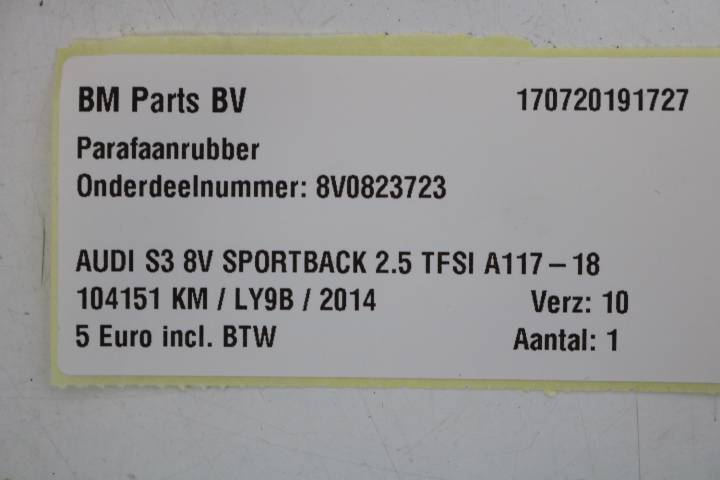 BM Parts BV 170720191727
Parafaanrubber
Onderdeelnummer: 8V0823723
AUDI S3 8V SPORTBACK 2.5 TFSI A117-18
104151 KM / LY9B / 2014 Verz: 10
5 Euro incl. BTW Aantal: 1